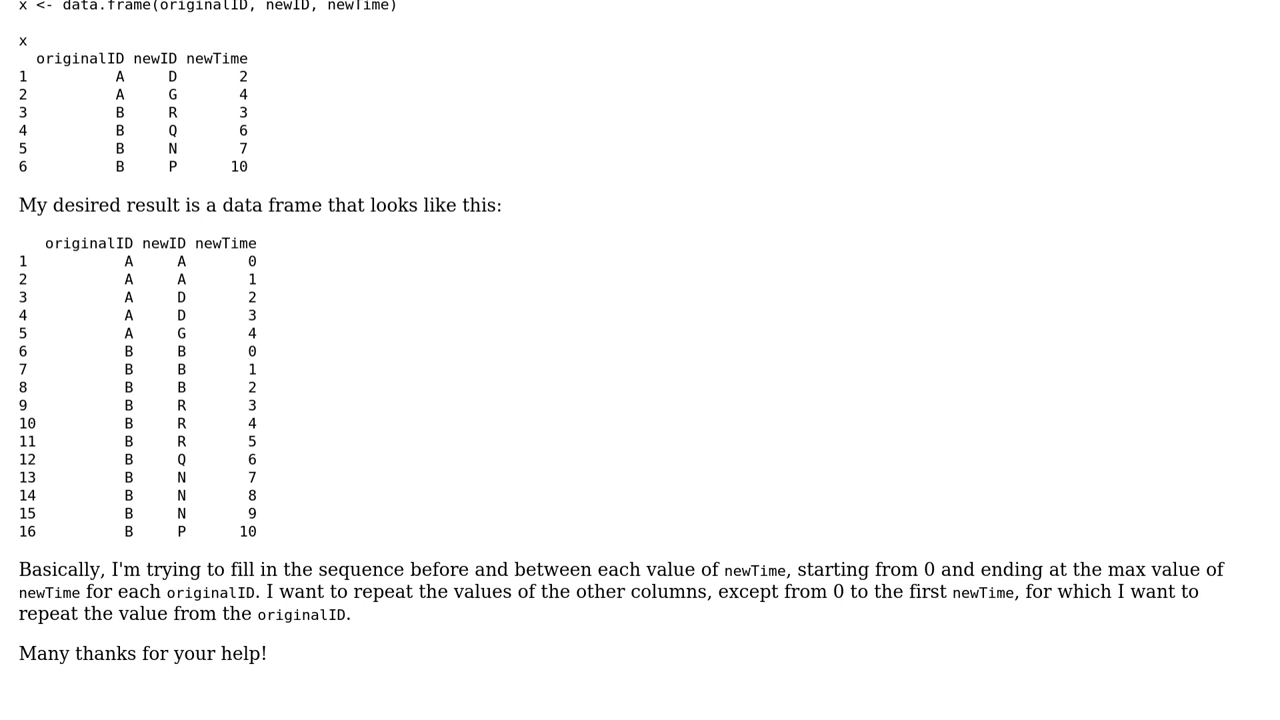 x <- data.frame(originalID, newID, newTime)
x
originalID newID newTime
1 A D 2
2 A G 4
3 B R 3
4 B Q 6
5 B N 7
6 B P 10
My desired result is a data frame that looks like this:
originalID newID newTime
1 A A 0
2 A A 1
3 A D 2
4 A D 3
5 A G 4
6 B B 0
7 B B 1
8 B B 2
9 B R 3
10 B R 4
11 B R 5
12 B Q 6
13 B N 7
14 B N 8
15 B N 9
16 B P 10
Basically, I'm trying to fill in the sequence before and between each value of newTime, starting from 0 and ending at the max value of
newTime for each originalID. I want to repeat the values of the other columns, except from 0 to the first newTime, for which I want to
repeat the value from the originalID.
Many thanks for your help!